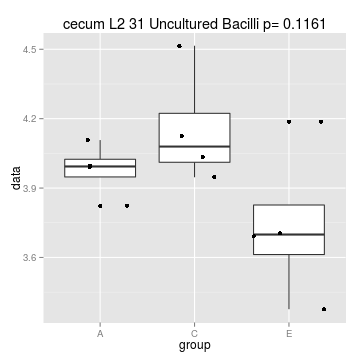 cecum L2 31 Uncultured Bacilli p= 0.1161
4.5
4.2
3.9
3.6
data
A C E
group